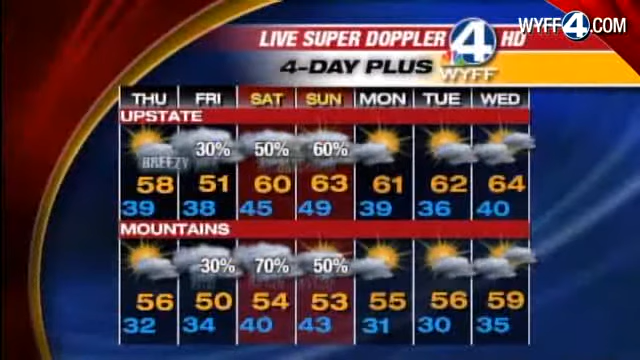 WYFF4.COM
LIVE SUPER DOPPLER 4 HD
4-DAY PLUS WYFF
THU FRI SAT SUN MON TUE WED
UPSTATE
BREEZY 30% 50% 60%
58 51 60 63 61 62 64
39 38 45 49 39 36 40
MOUNTAINS
30% 70% 50%
56 50 54 53 55 56 59
32 34 40 43 31 30 35